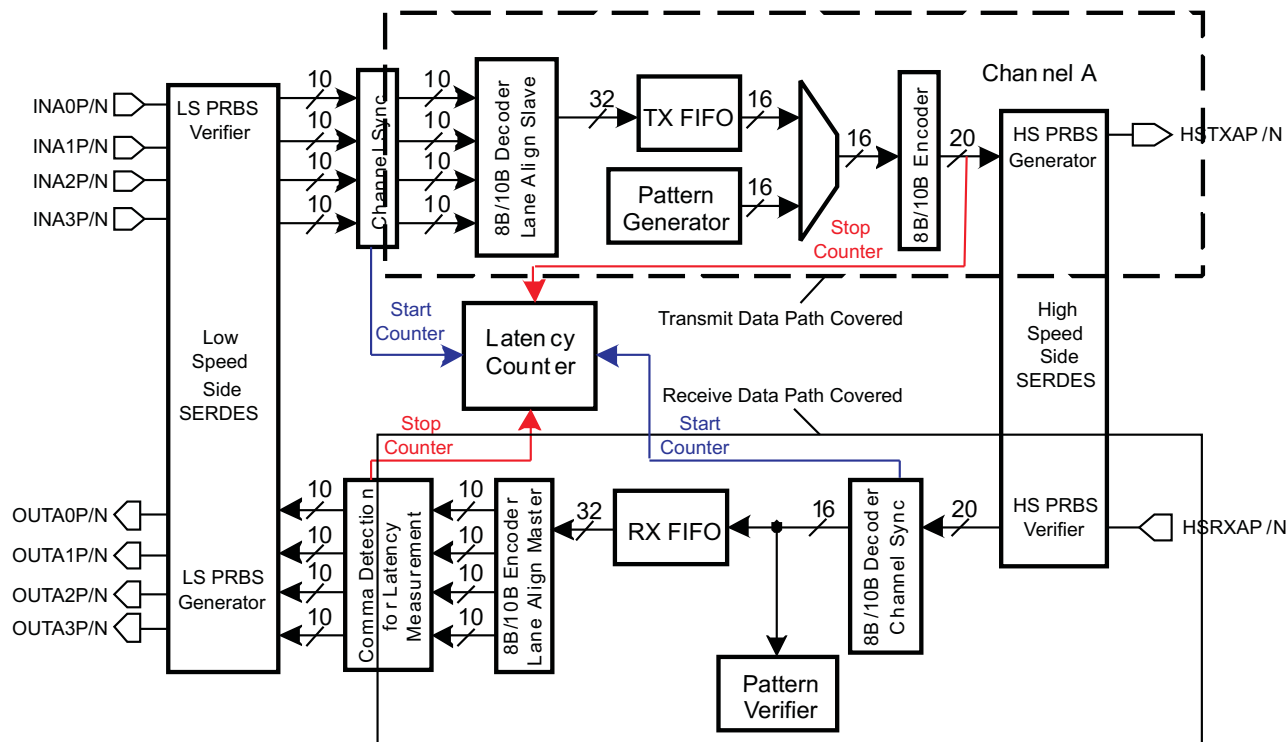 INA0P/N
INA1P/N
INA2P/N
INA3P/N
LS PRBS
Verifier
10
10
10
10
Channel Sync
10
10
10
10
8B/10B Decoder
Lane Align Slave
32
TX FIFO
16
Pattern
Generator
16
16
8B/10B Encoder
20
Channel A
HS PRBS
Generator
HSTXAP/N
Stop
Counter
Start
Counter
Latency
Counter
Transmit Data Path Covered
Low
Speed
Side
SERDES
High
Speed
Side
SERDES
Receive Data Path Covered
Stop
Counter
Start
Counter
OUTA0P/N
OUTA1P/N
OUTA2P/N
OUTA3P/N
LS PRBS
Generator
10
10
10
10
Comma Detection
for Latency
Measurement
10
10
10
10
8B/10B Encoder
Lane Align Master
32
RX FIFO
16
8B/10B Decoder
Channel Sync
20
HS PRBS
Verifier
HSRXAP/N
Pattern
Verifier